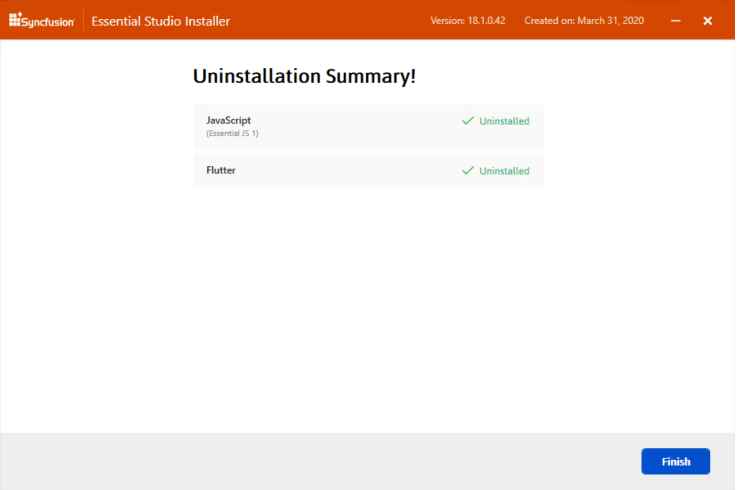 Syncfusion Essential Studio Installer Version: 18.1.0.42 Created on: March 31, 2020
Uninstallation Summary!
JavaScript Uninstalled
(Essential JS 1)
Flutter Uninstalled
Finish